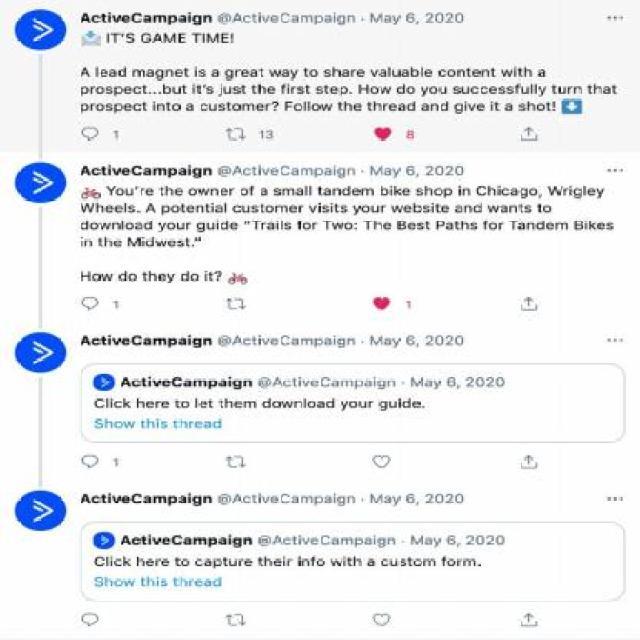 ActiveCampaign @ActiveCampaign · May 6, 2020
IT'S GAME TIME!
A lead magnet is a great way to share valuable content with a
prospect...but it's just the first step. How do you successfully turn that
prospect into a customer? Follow the thread and give it a shot!
1 13 8
ActiveCampaign @ActiveCampaign · May 6, 2020
You're the owner of a small tandem bike shop in Chicago, Wrigley
Wheels. A potential customer visits your website and wants to
download your guide "Trails for Two: The Best Paths for Tandem Bikes
in the Midwest."
How do they do it?
1 1
ActiveCampaign @ActiveCampaign · May 6, 2020
ActiveCampaign @ActiveCampaign · May 6, 2020
Click here to let them download your guide.
Show this thread
1
ActiveCampaign @ActiveCampaign · May 6, 2020
ActiveCampaign @ActiveCampaign · May 6, 2020
Click here to capture their info with a custom form.
Show this thread